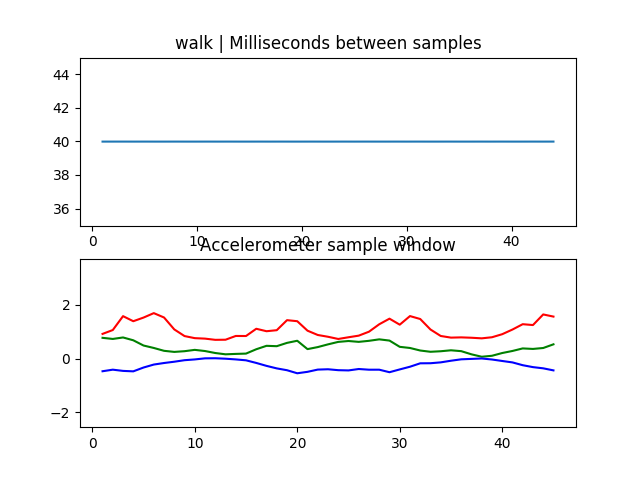 walk | Milliseconds between samples
44
42
40
38
36
0 10 20 30 40
Accelerometer sample window
2
0
−2
0 10 20 30 40